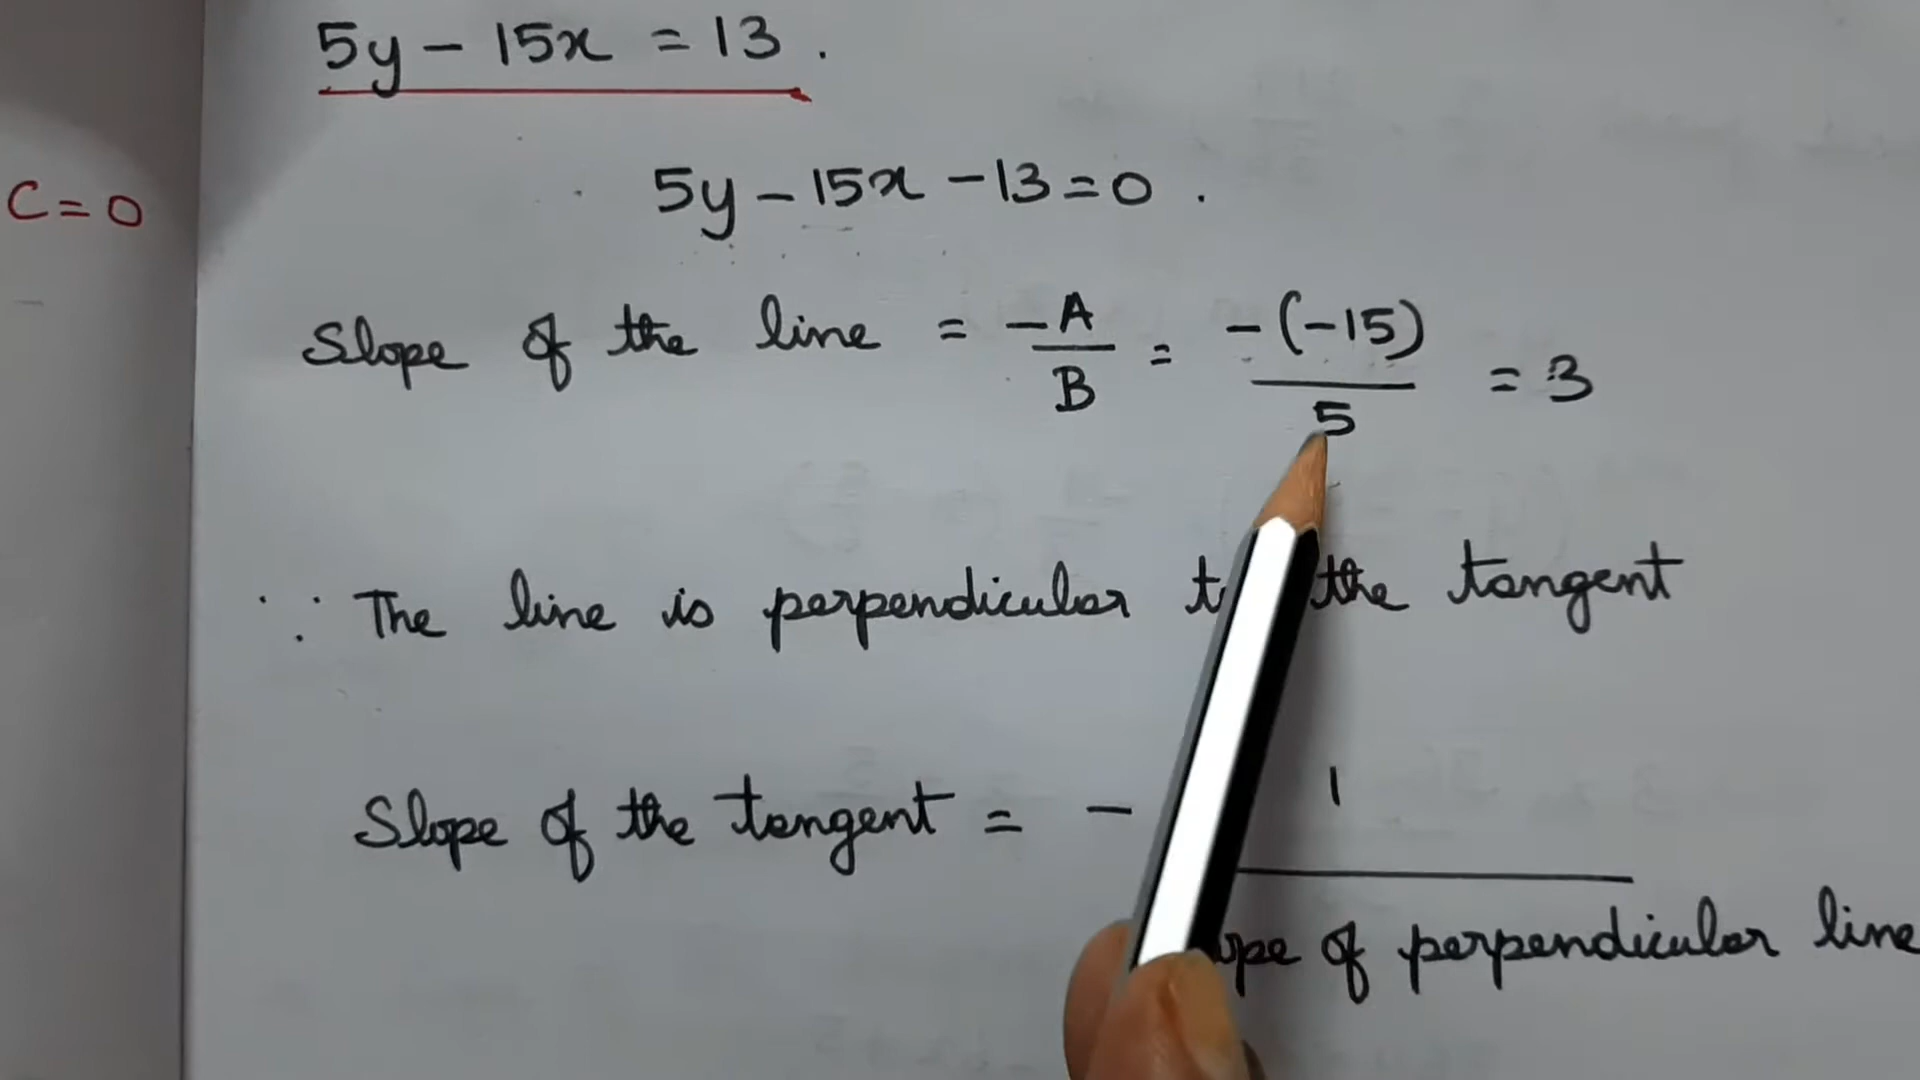 5y - 15x = 13 .
5y - 15x - 13 = 0 .
C = 0
Slope of the line = -A/B = -(-15)/5 = 3
∵ The line is perpendicular the tangent
Slope of the tangent = - 1
of perpendicular line